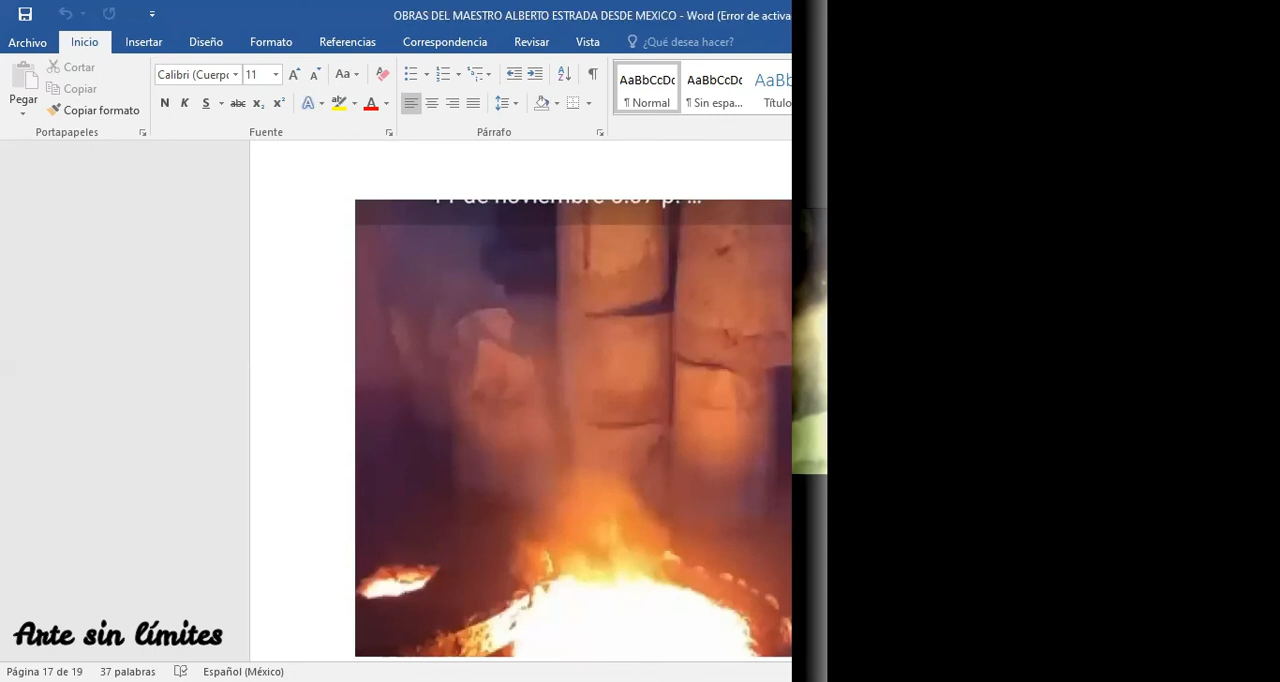 OBRAS DEL MAESTRO ALBERTO ESTRADA DESDE MEXICO - Word (Error de activa
Archivo Inicio Insertar Diseño Formato Referencias Correspondencia Revisar Vista ¿Qué desea hacer?
Pegar
Cortar
Copiar
Copiar formato
Portapapeles
Calibri (Cuerpo 11
N K S abc x₂ x²
Fuente
Párrafo
AaBbCcDc AaBbCcDc AaBb
¶ Normal ¶ Sin espa... Título
Arte sin límites
Página 17 de 19 37 palabras Español (México)